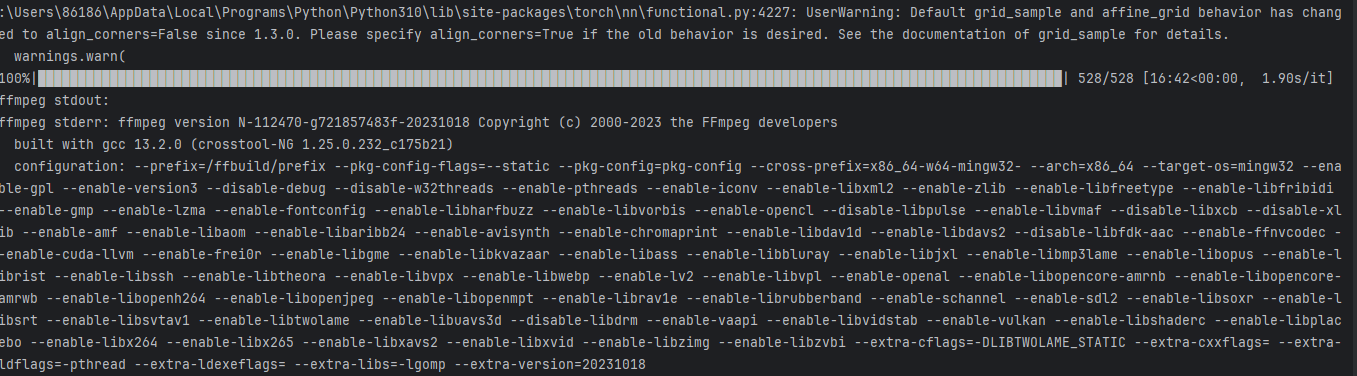 :\Users\86186\AppData\Local\Programs\Python\Python310\lib\site-packages\torch\nn\functional.py:4227: UserWarning: Default grid_sample and affine_grid behavior has chang
ed to align_corners=False since 1.3.0. Please specify align_corners=True if the old behavior is desired. See the documentation of grid_sample for details.
warnings.warn(
100%|██████████| 528/528 [16:42<00:00, 1.90s/it]
ffmpeg stdout:
ffmpeg stderr: ffmpeg version N-112470-g721857483f-20231018 Copyright (c) 2000-2023 the FFmpeg developers
built with gcc 13.2.0 (crosstool-NG 1.25.0.232_c175b21)
configuration: --prefix=/ffbuild/prefix --pkg-config-flags=--static --pkg-config=pkg-config --cross-prefix=x86_64-w64-mingw32- --arch=x86_64 --target-os=mingw32 --ena
ble-gpl --enable-version3 --disable-debug --disable-w32threads --enable-pthreads --enable-iconv --enable-libxml2 --enable-zlib --enable-libfreetype --enable-libfribidi
--enable-gmp --enable-lzma --enable-fontconfig --enable-libharfbuzz --enable-libvorbis --enable-opencl --disable-libpulse --enable-libvmaf --disable-libxcb --disable-xl
ib --enable-amf --enable-libaom --enable-libaribb24 --enable-avisynth --enable-chromaprint --enable-libdav1d --enable-libdavs2 --disable-libfdk-aac --enable-ffnvcodec -
-enable-cuda-llvm --enable-frei0r --enable-libgme --enable-libkvazaar --enable-libass --enable-libbluray --enable-libjxl --enable-libmp3lame --enable-libopus --enable-l
ibrist --enable-libssh --enable-libtheora --enable-libvpx --enable-libwebp --enable-lv2 --enable-libvpl --enable-openal --enable-libopencore-amrnb --enable-libopencore-
amrwb --enable-libopenh264 --enable-libopenjpeg --enable-libopenmpt --enable-librav1e --enable-librubberband --enable-schannel --enable-sdl2 --enable-libsoxr --enable-l
ibsrt --enable-libsvtav1 --enable-libtwolame --enable-libuavs3d --disable-libdrm --enable-vaapi --enable-libvidstab --enable-vulkan --enable-libshaderc --enable-libplac
ebo --enable-libx264 --enable-libx265 --enable-libxavs2 --enable-libxvid --enable-libzimg --enable-libzvbi --extra-cflags=-DLIBTWOLAME_STATIC --extra-cxxflags= --extra-
ldflags=-pthread --extra-ldexeflags= --extra-libs=-lgomp --extra-version=20231018